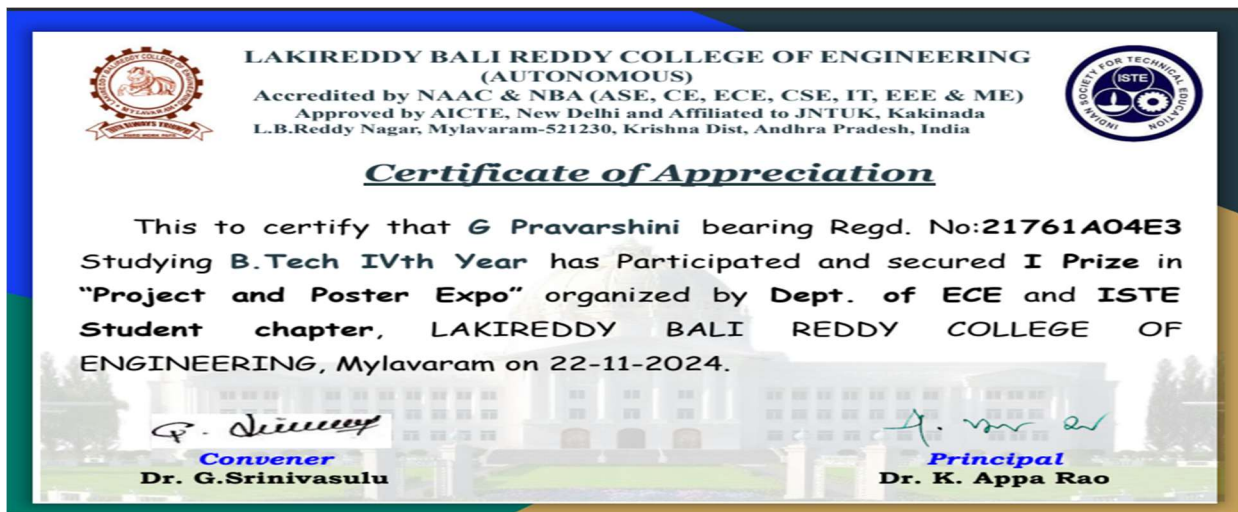 LAKIREDDY BALI REDDY COLLEGE OF ENGINEERING
(AUTONOMOUS)
Accredited by NAAC & NBA (ASE, CE, ECE, CSE, IT, EEE & ME)
Approved by AICTE, New Delhi and Affiliated to JNTUK, Kakinada
L.B.Reddy Nagar, Mylavaram-521230, Krishna Dist, Andhra Pradesh, India
INDIAN SOCIETY FOR TECHNICAL EDUCATION
ISTE
Certificate of Appreciation
This to certify that G Pravarshini bearing Regd. No:21761A04E3
Studying B.Tech IVth Year has Participated and secured I Prize in
“Project and Poster Expo” organized by Dept. of ECE and ISTE
Student chapter, LAKIREDDY BALI REDDY COLLEGE OF
ENGINEERING, Mylavaram on 22-11-2024.
Convener
Dr. G.Srinivasulu
Principal
Dr. K. Appa Rao